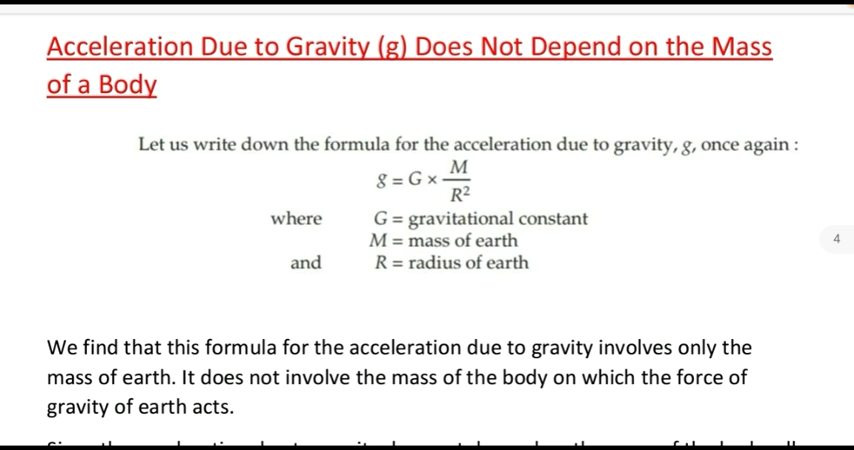 Acceleration Due to Gravity (g) Does Not Depend on the Mass
of a Body
Let us write down the formula for the acceleration due to gravity, g, once again :
g = G × M/R²
where G = gravitational constant
M = mass of earth
and R = radius of earth
4
We find that this formula for the acceleration due to gravity involves only the
mass of earth. It does not involve the mass of the body on which the force of
gravity of earth acts.